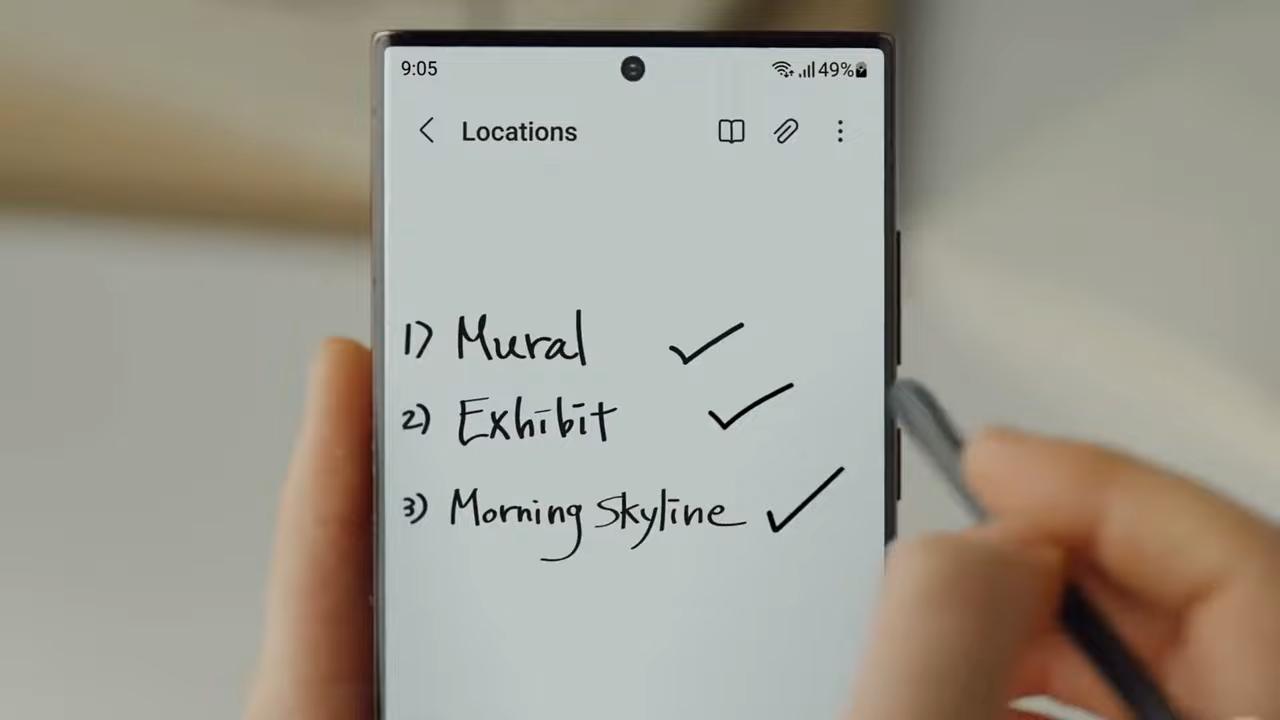 9:05 49%
Locations
1) Mural
2) Exhibit
3) Morning Skyline